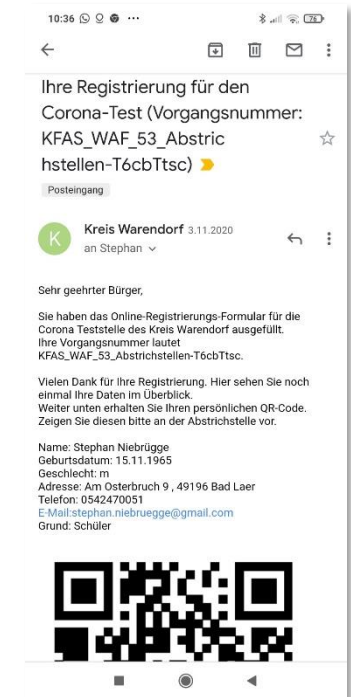 10:36
76
Ihre Registrierung für den
Corona-Test (Vorgangsnummer:
KFAS_WAF_53_Abstric
hstellen-T6cbTtsc)
Posteingang
K
Kreis Warendorf 3.11.2020
an Stephan
Sehr geehrter Bürger,
Sie haben das Online-Registrierungs-Formular für die
Corona Teststelle des Kreis Warendorf ausgefüllt.
Ihre Vorgangsnummer lautet
KFAS_WAF_53_Abstrichstellen-T6cbTtsc.
Vielen Dank für Ihre Registrierung. Hier sehen Sie noch
einmal Ihre Daten im Überblick.
Weiter unten erhalten Sie Ihren persönlichen QR-Code.
Zeigen Sie diesen bitte an der Abstrichstelle vor.
Name: Stephan Niebrügge
Geburtsdatum: 15.11.1965
Geschlecht: m
Adresse: Am Osterbruch 9 , 49196 Bad Laer
Telefon: 0542470051
E-Mail:stephan.niebruegge@gmail.com
Grund: Schüler